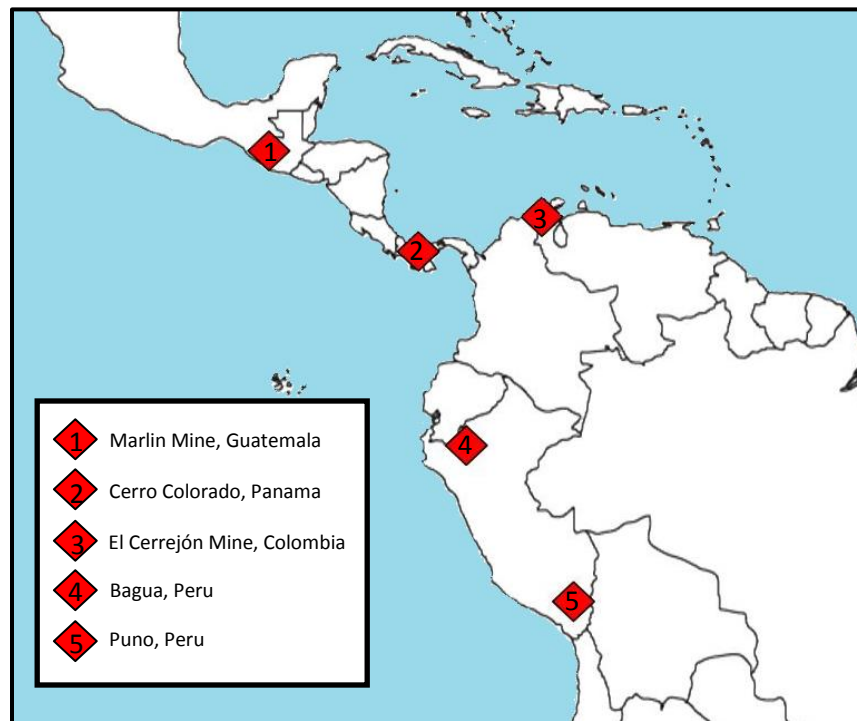 1
2
3
4
5
1 Marlin Mine, Guatemala
2 Cerro Colorado, Panama
3 El Cerrejón Mine, Colombia
4 Bagua, Peru
5 Puno, Peru